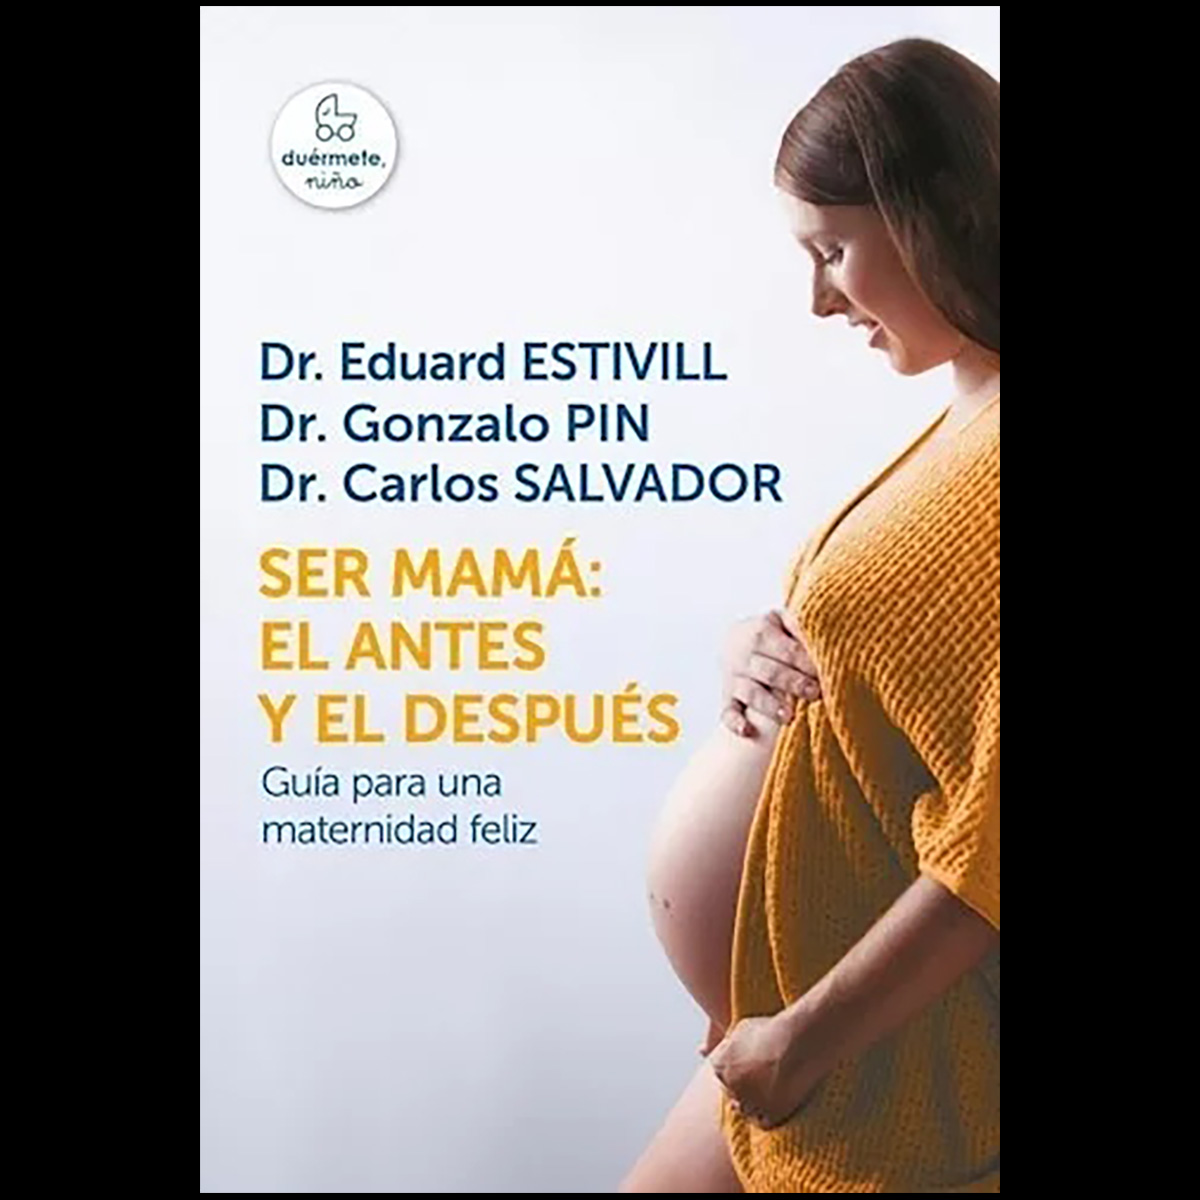 duérmete,
niño
Dr. Eduard ESTIVILL
Dr. Gonzalo PIN
Dr. Carlos SALVADOR
SER MAMÁ:
EL ANTES
Y EL DESPUÉS
Guía para una
maternidad feliz